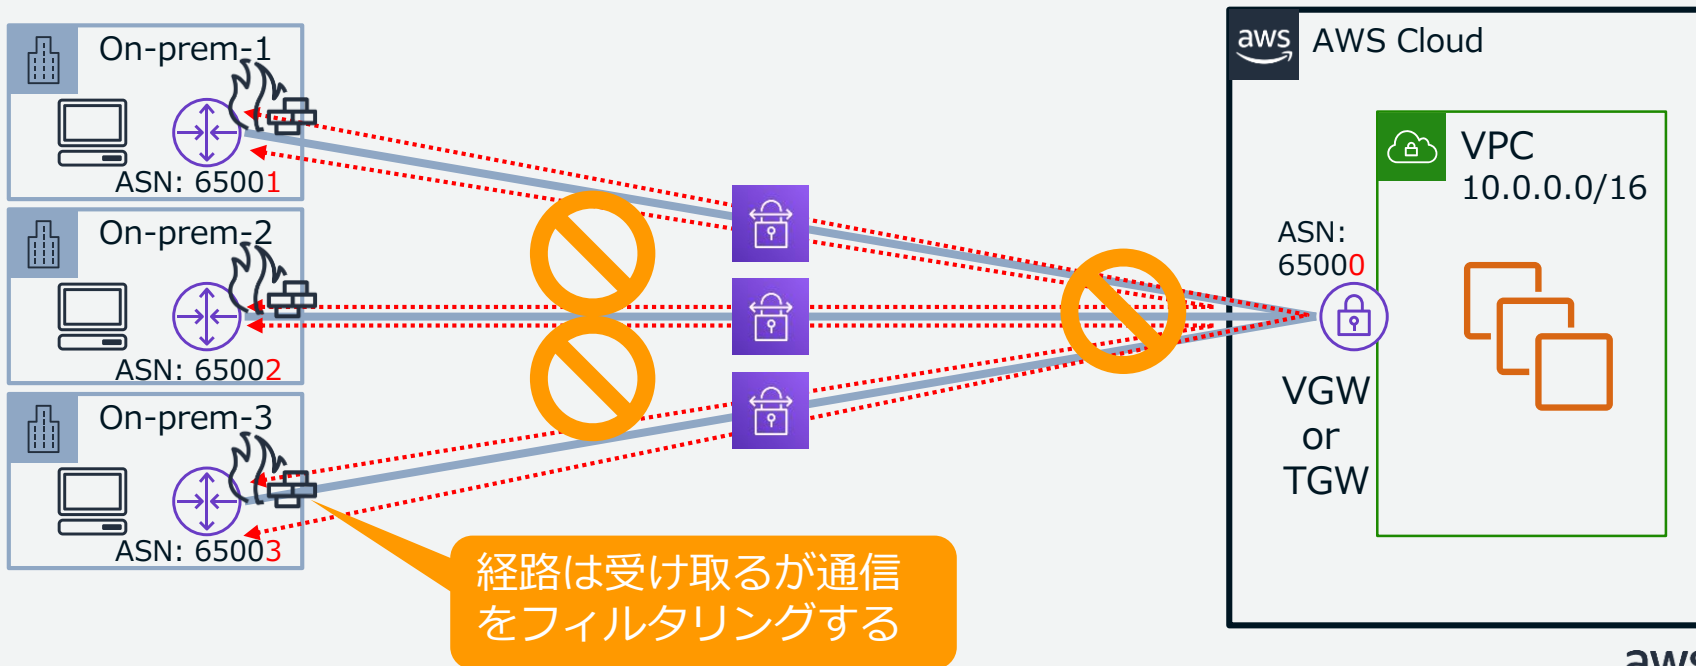 On-prem-1
ASN: 65001
On-prem-2
ASN: 65002
On-prem-3
ASN: 65003
経路は受け取るが通信
をフィルタリングする
aws
AWS Cloud
VPC
10.0.0.0/16
ASN:
65000
VGW
or
TGW
aws